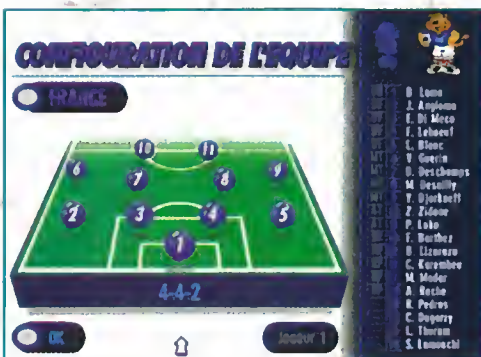 CONFIGURATION DE L'EQUIPE
FRANCE
10 11
6 7 8 9
2 3 4 5
1
4-4-2
OK
Joueur 1
B. Lama
J. Angloma
E. Di Meco
F. Leboeuf
L. Blanc
V. Guerin
D. Deschamps
M. Desailly
Y. Djorkaeff
Z. Zidane
P. Loko
F. Barthez
B. Lizarazu
C. Karembeu
M. Madar
A. Roche
R. Pedros
C. Dugarry
L. Thuram
S. Lamouchi